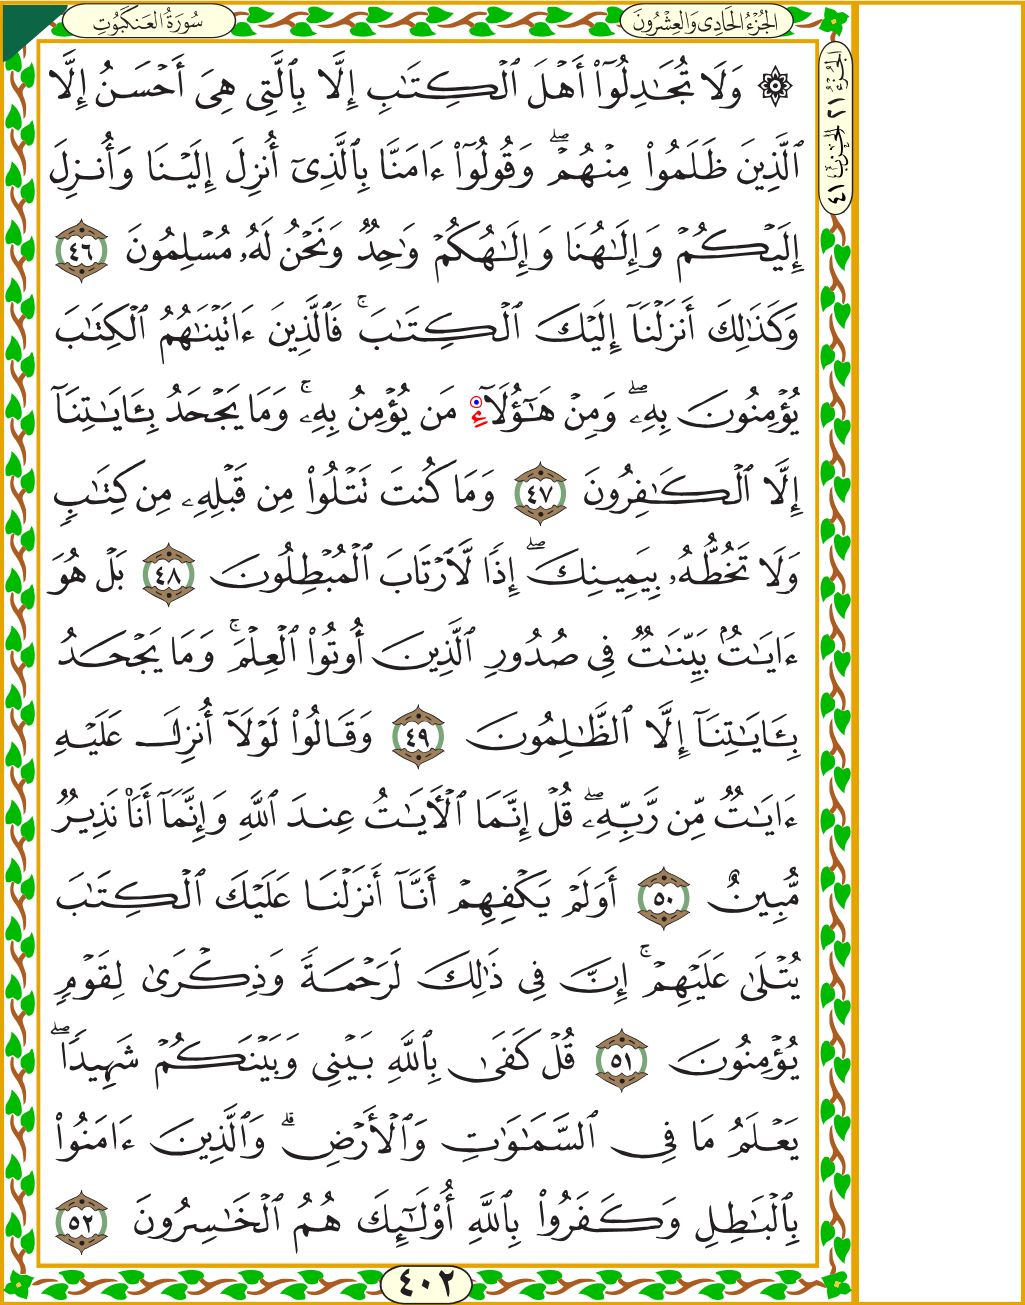 سُورَةُ العَنكَبُوتِ
الجُزْءُ الحَادِى وَالعِشْرُونَ
الجُزْءُ ٢١ الحِزْبُ ٤١
۞ وَلَا تُجَٰدِلُوٓا۟ أَهْلَ ٱلْكِتَٰبِ إِلَّا بِٱلَّتِى هِىَ أَحْسَنُ إِلَّا
ٱلَّذِينَ ظَلَمُوا۟ مِنْهُمْ ۖ وَقُولُوٓا۟ ءَامَنَّا بِٱلَّذِىٓ أُنزِلَ إِلَيْنَا وَأُنزِلَ
إِلَيْكُمْ وَإِلَٰهُنَا وَإِلَٰهُكُمْ وَٰحِدٌ وَنَحْنُ لَهُۥ مُسْلِمُونَ ٤٦
وَكَذَٰلِكَ أَنزَلْنَآ إِلَيْكَ ٱلْكِتَٰبَ ۚ فَٱلَّذِينَ ءَاتَيْنَٰهُمُ ٱلْكِتَٰبَ
يُؤْمِنُونَ بِهِۦ ۖ وَمِنْ هَٰٓؤُلَآءِ مَن يُؤْمِنُ بِهِۦ ۚ وَمَا يَجْحَدُ بِـَٔايَٰتِنَآ
إِلَّا ٱلْكَٰفِرُونَ ٤٧ وَمَا كُنتَ تَتْلُوا۟ مِن قَبْلِهِۦ مِن كِتَٰبٍ
وَلَا تَخُطُّهُۥ بِيَمِينِكَ ۖ إِذًا لَّٱرْتَابَ ٱلْمُبْطِلُونَ ٤٨ بَلْ هُوَ
ءَايَٰتٌۢ بَيِّنَٰتٌ فِى صُدُورِ ٱلَّذِينَ أُوتُوا۟ ٱلْعِلْمَ ۚ وَمَا يَجْحَدُ
بِـَٔايَٰتِنَآ إِلَّا ٱلظَّٰلِمُونَ ٤٩ وَقَالُوا۟ لَوْلَآ أُنزِلَ عَلَيْهِ
ءَايَٰتٌ مِّن رَّبِّهِۦ ۖ قُلْ إِنَّمَا ٱلْـَٔايَٰتُ عِندَ ٱللَّهِ وَإِنَّمَآ أَنَا۠ نَذِيرٌ
مُّبِينٌ ٥٠ أَوَلَمْ يَكْفِهِمْ أَنَّآ أَنزَلْنَا عَلَيْكَ ٱلْكِتَٰبَ
يُتْلَىٰ عَلَيْهِمْ ۚ إِنَّ فِى ذَٰلِكَ لَرَحْمَةً وَذِكْرَىٰ لِقَوْمٍ
يُؤْمِنُونَ ٥١ قُلْ كَفَىٰ بِٱللَّهِ بَيْنِى وَبَيْنَكُمْ شَهِيدًا ۖ
يَعْلَمُ مَا فِى ٱلسَّمَٰوَٰتِ وَٱلْأَرْضِ ۗ وَٱلَّذِينَ ءَامَنُوا۟
بِٱلْبَٰطِلِ وَكَفَرُوا۟ بِٱللَّهِ أُو۟لَٰٓئِكَ هُمُ ٱلْخَٰسِرُونَ ٥٢
٤٠٢